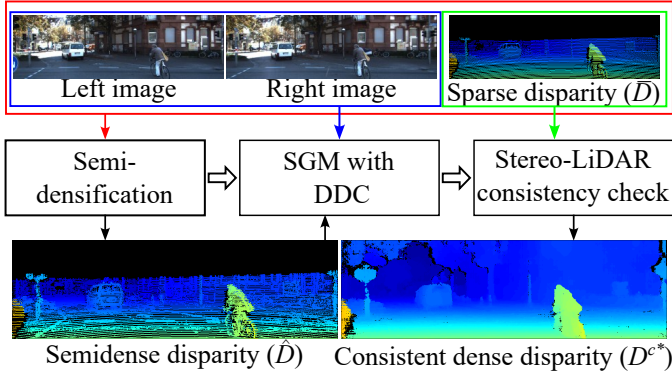 Left image
Right image
Sparse disparity (D̅)
Semi-
densification
SGM with
DDC
Stereo-LiDAR
consistency check
Semidense disparity (D̂)
Consistent dense disparity (Dᶜ*)